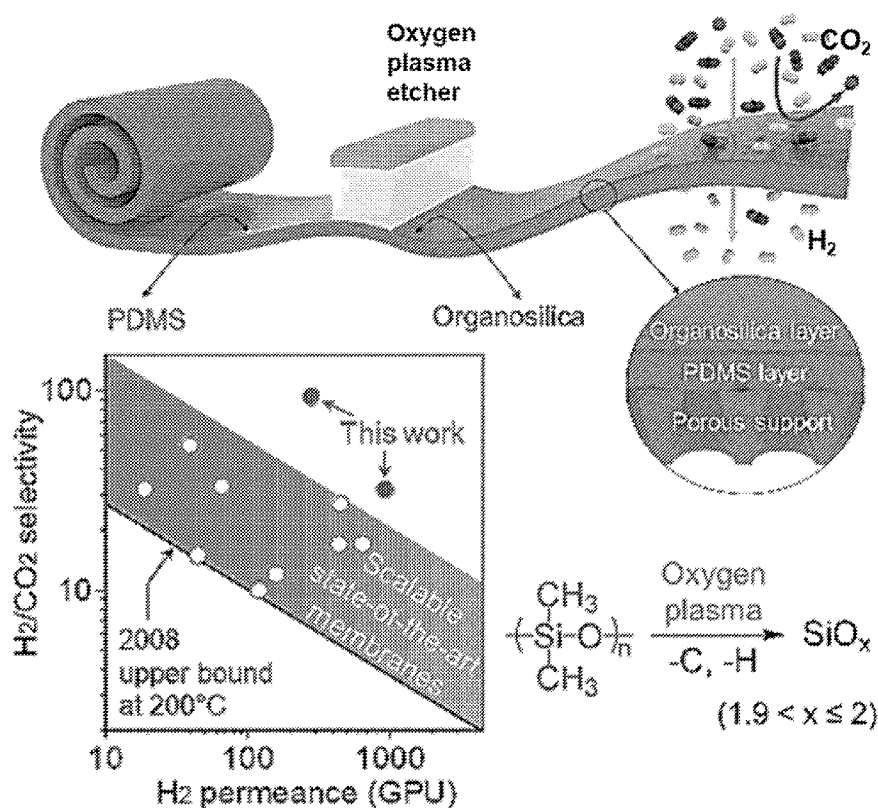 Oxygen
plasma
etcher
CO2
H2
PDMS
Organosilica
Organosilica layer
PDMS layer
Porous support
H2/CO2 selectivity
100
10
This work
Scalable
state-of-the-art
membranes
2008
upper bound
at 200°C
10
100
1000
H2 permeance (GPU)
CH3
-(Si-O-)n
CH3
Oxygen
plasma
-C, -H
SiOx
(1.9 < x ≤ 2)